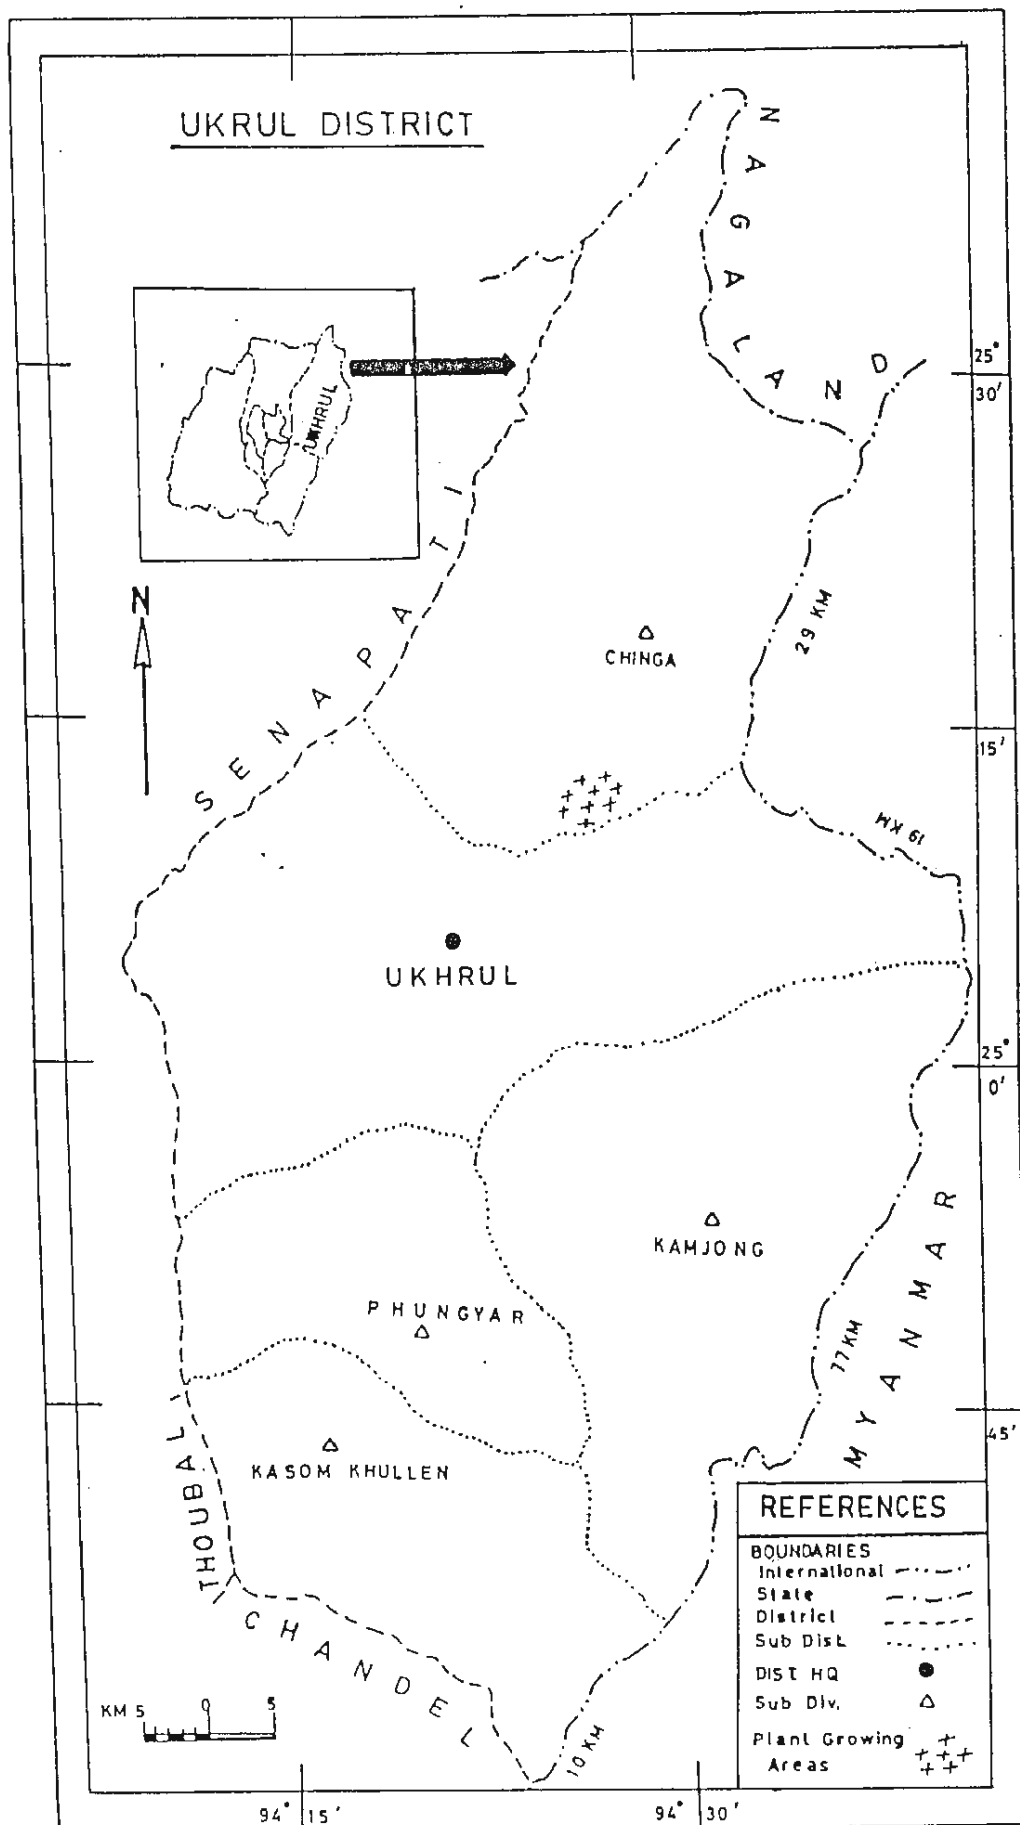 UKRUL DISTRICT
NAGALAND
UKHRUL
25°
30'
SENAPATI
N
29 KM
CHINGA
15'
19 KM
UKHRUL
25°
0'
KAMJONG
MYANMAR
PHUNGYAR
77 KM
45'
THOUBAL
KASOM KHULLEN
REFERENCES
BOUNDARIES
International
State
District
Sub Dist.
DIST HQ
Sub Div.
Plant Growing
Areas
CHANDEL
KM 5 0 5
10 KM
94° 15'
94° 30'